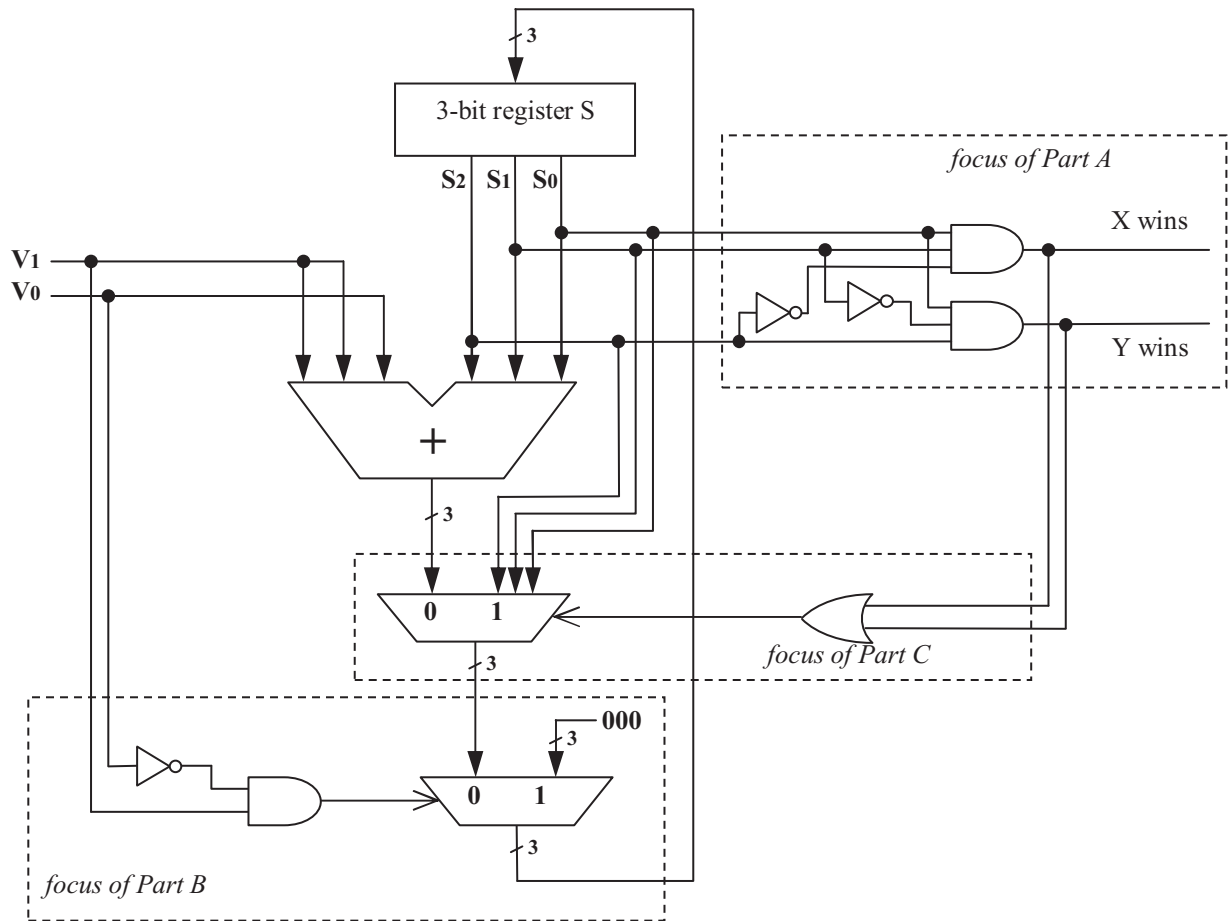 3
3-bit register S
S2 S1 S0
focus of Part A
X wins
V1
V0
Y wins
+
3
0 1
focus of Part C
3
000
3
0 1
3
focus of Part B